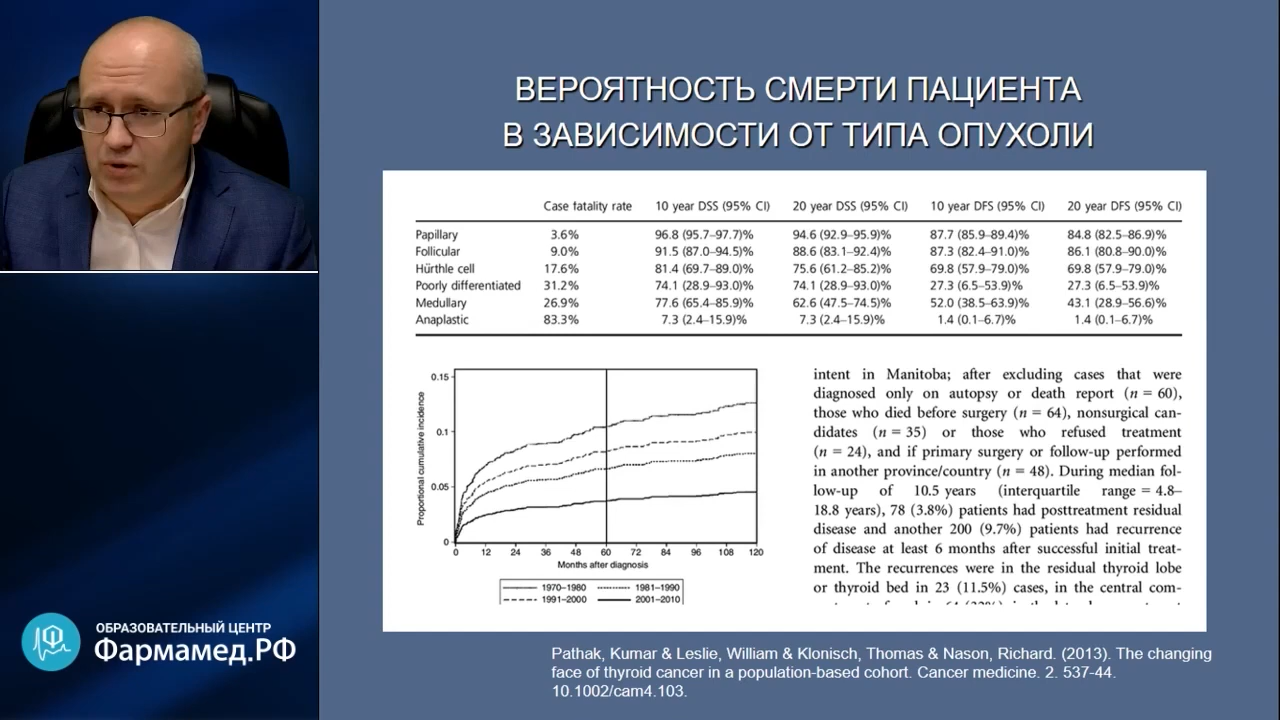 ВЕРОЯТНОСТЬ СМЕРТИ ПАЦИЕНТА
В ЗАВИСИМОСТИ ОТ ТИПА ОПУХОЛИ
Case fatality rate 10 year DSS (95% CI) 20 year DSS (95% CI) 10 year DFS (95% CI) 20 year DFS (95% CI)
Papillary 3.6% 96.8 (95.7–97.7)% 94.6 (92.9–95.9)% 87.7 (85.9–89.4)% 84.8 (82.5–86.9)%
Follicular 9.0% 91.5 (87.0–94.5)% 88.6 (83.1–92.4)% 87.3 (82.4–91.0)% 86.1 (80.8–90.0)%
Hürthle cell 17.6% 81.4 (69.7–89.0)% 75.6 (61.2–85.2)% 69.8 (57.9–79.0)% 69.8 (57.9–79.0)%
Poorly differentiated 31.2% 74.1 (28.9–93.0)% 74.1 (28.9–93.0)% 27.3 (6.5–53.9)% 27.3 (6.5–53.9)%
Medullary 26.9% 77.6 (65.4–85.9)% 62.6 (47.5–74.5)% 52.0 (38.5–63.9)% 43.1 (28.9–56.6)%
Anaplastic 83.3% 7.3 (2.4–15.9)% 7.3 (2.4–15.9)% 1.4 (0.1–6.7)% 1.4 (0.1–6.7)%
Proportional cumulative incidence
0.15
0.1
0.05
0
0 12 24 36 48 60 72 84 96 108 120
Months after diagnosis
1970–1980 1981–1990
1991–2000 2001–2010
intent in Manitoba; after excluding cases that were
diagnosed only on autopsy or death report (n = 60),
those who died before surgery (n = 64), nonsurgical can-
didates (n = 35) or those who refused treatment
(n = 24), and if primary surgery or follow-up performed
in another province/country (n = 48). During median fol-
low-up of 10.5 years (interquartile range = 4.8–
18.8 years), 78 (3.8%) patients had posttreatment residual
disease and another 200 (9.7%) patients had recurrence
of disease at least 6 months after successful initial treat-
ment. The recurrences were in the residual thyroid lobe
or thyroid bed in 23 (11.5%) cases, in the central com-
Pathak, Kumar & Leslie, William & Klonisch, Thomas & Nason, Richard. (2013). The changing
face of thyroid cancer in a population-based cohort. Cancer medicine. 2. 537-44.
10.1002/cam4.103.
ОБРАЗОВАТЕЛЬНЫЙ ЦЕНТР
Фармамед.РФ